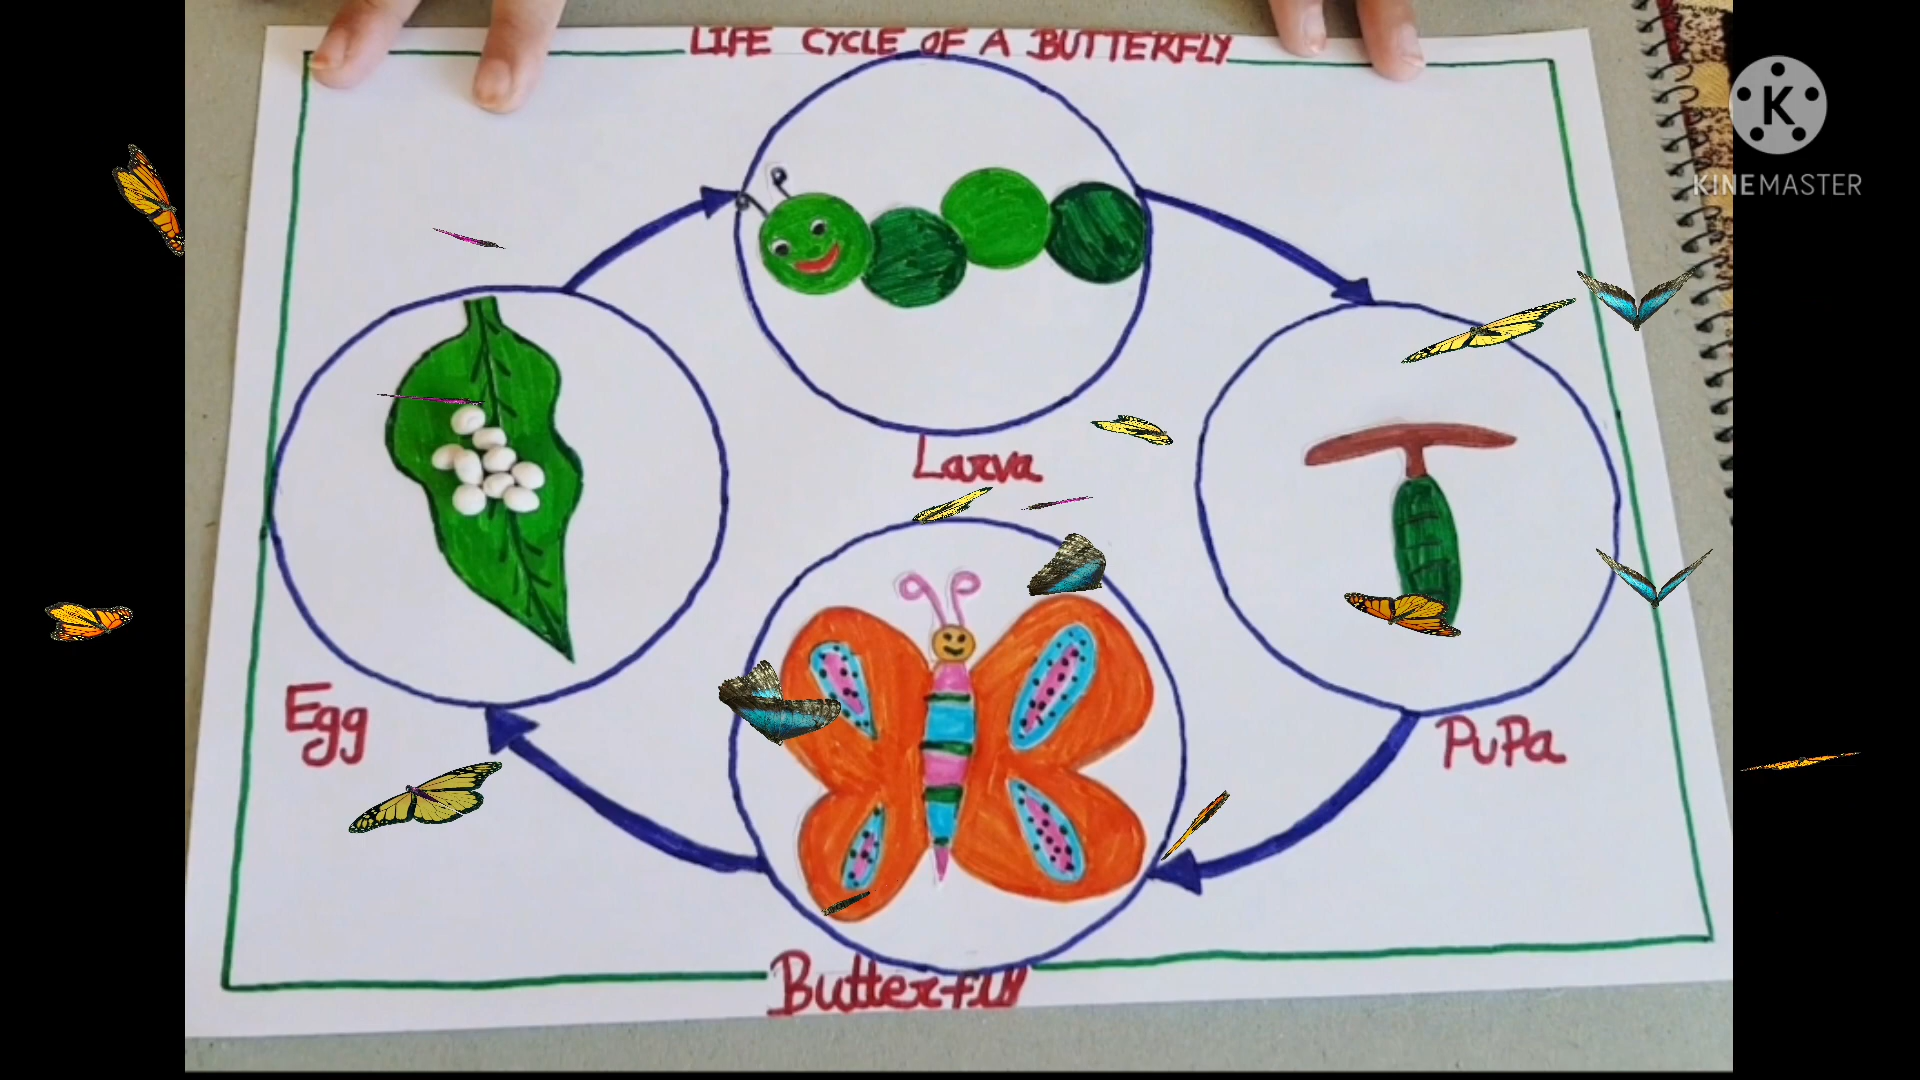 LIFE CYCLE OF A BUTTERFLY
K
KINEMASTER
Larva
Egg
PuPa
Butterfly